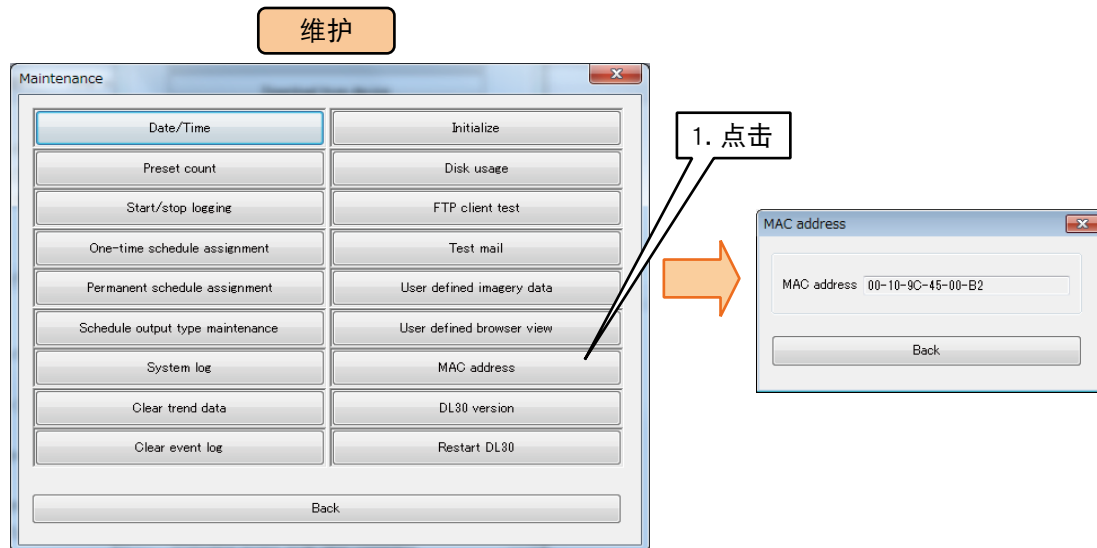 维护
Maintenance
Date/Time
Initialize
Preset count
Disk usage
Start/stop logging
FTP client test
One-time schedule assignment
Test mail
Permanent schedule assignment
User defined imagery data
Schedule output type maintenance
User defined browser view
System log
MAC address
Clear trend data
DL30 version
Clear event log
Restart DL30
Back
1. 点击
MAC address
MAC address 00-10-9C-45-00-B2
Back